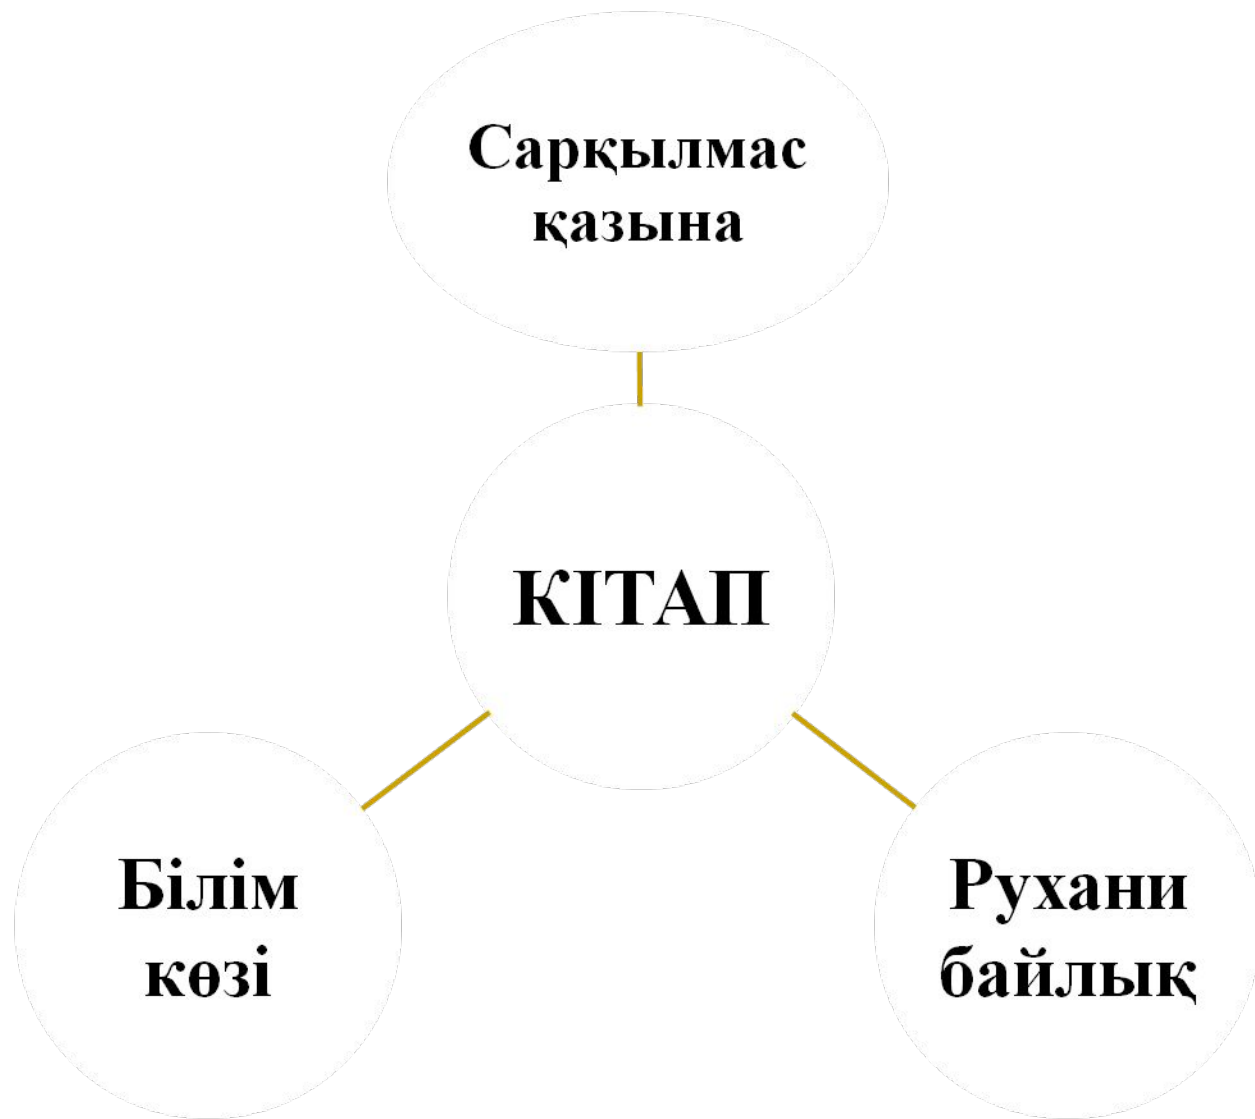 Сарқылмас
қазына
КІТАП
Білім
көзі
Рухани
байлық